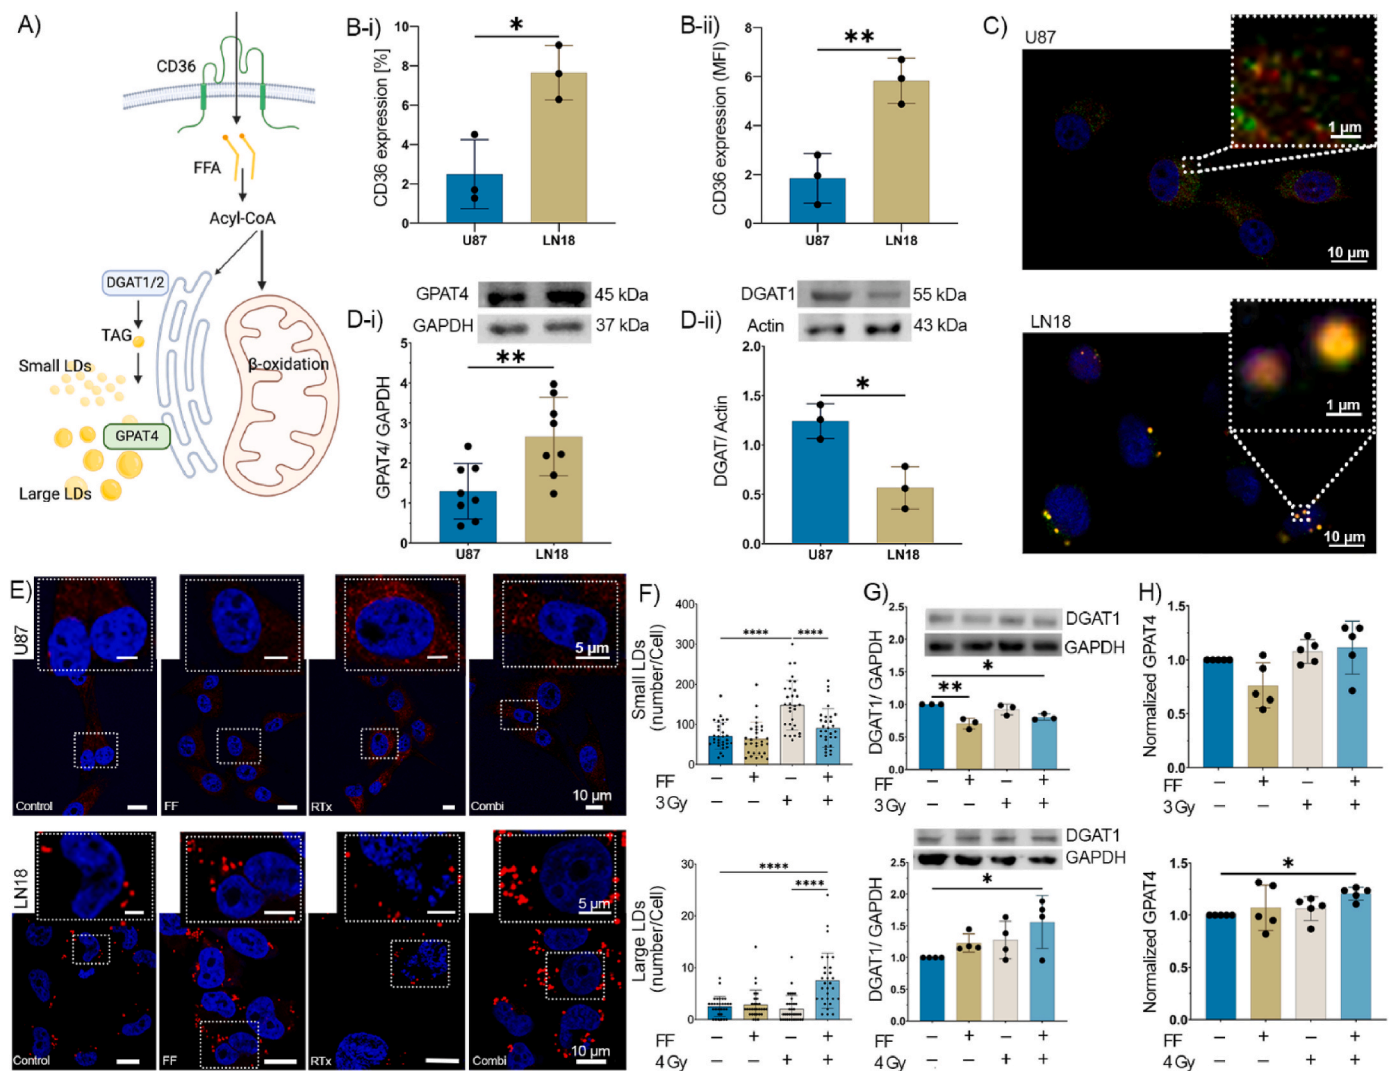 A)
CD36
FFA
Acyl-CoA
DGAT1/2
TAG
Small LDs
GPAT4
Large LDs
β-oxidation
B-i)
CD36 expression [%]
10
8
6
4
2
0
*
U87
LN18
B-ii)
CD36 expression (MFI)
8
6
4
2
0
**
U87
LN18
C)
U87
1 µm
10 µm
LN18
1 µm
10 µm
D-i)
GPAT4
45 kDa
GAPDH
37 kDa
GPAT4/ GAPDH
5
4
3
2
1
0
**
U87
LN18
D-ii)
DGAT1
55 kDa
Actin
43 kDa
DGAT/ Actin
2.0
1.5
1.0
0.5
0.0
*
U87
LN18
E)
U87
5 µm
Control
FF
RTx
Combi
10 µm
LN18
5 µm
Control
FF
RTx
Combi
10 µm
F)
Small LDs
(number/Cell)
400
300
200
100
0
****
****
FF – + – +
3 Gy – – + +
Large LDs
(number/Cell)
30
20
10
0
****
****
FF – + – +
4 Gy – – + +
G)
DGAT1
GAPDH
DGAT1/ GAPDH
2.5
2.0
1.5
1.0
0.5
0.0
*
**
FF – + – +
3 Gy – – + +
DGAT1
GAPDH
DGAT1/ GAPDH
2.5
2.0
1.5
1.0
0.5
0.0
*
FF – + – +
4 Gy – – + +
H)
Normalized GPAT4
1.5
1.0
0.5
0.0
FF – + – +
3 Gy – – + +
Normalized GPAT4
1.5
1.0
0.5
0.0
*
FF – + – +
4 Gy – – + +